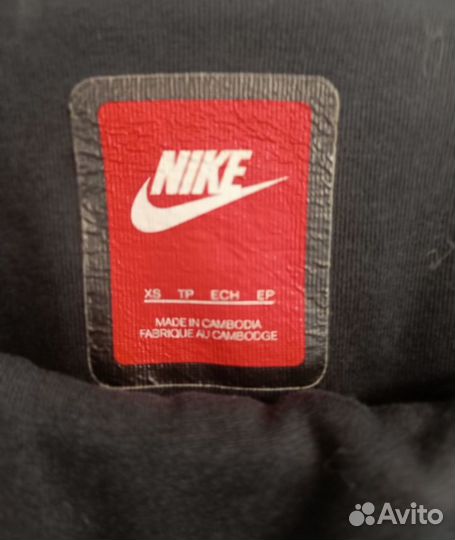 NIKE
XS TP ECH EP
MADE IN CAMBODIA
FABRIQUE AU CAMBODGE
Avito